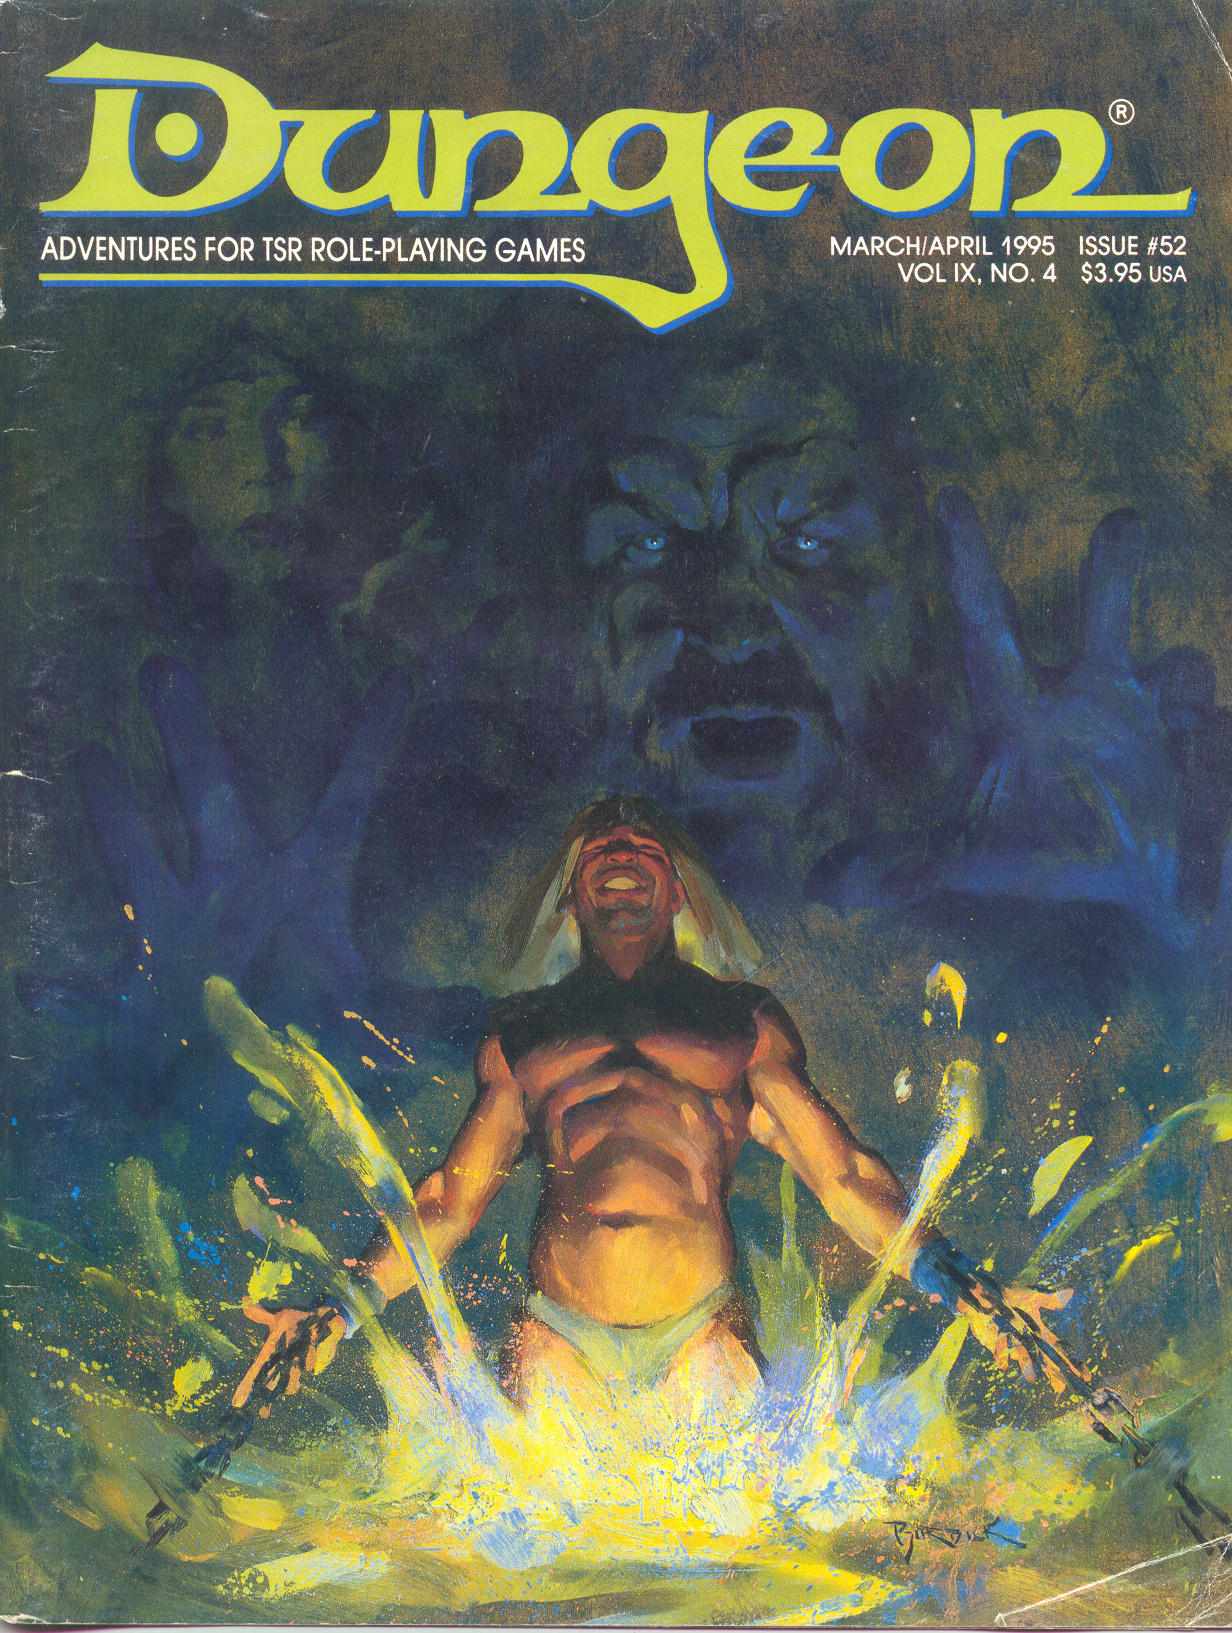 Dungeon®
ADVENTURES FOR TSR ROLE-PLAYING GAMES
MARCH/APRIL 1995 ISSUE #52
VOL IX, NO. 4 $3.95 USA
BURDICK